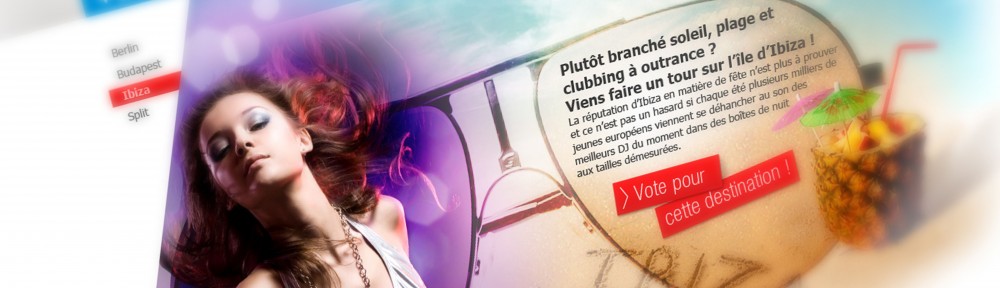 Berlin
Budapest
Ibiza
Split
Plutôt branché soleil, plage et
clubbing à outrance ?
Viens faire un tour sur l'île d'Ibiza !
La réputation d'Ibiza en matière de fête n'est plus à prouver
et ce n'est pas un hasard si chaque été plusieurs milliers de
jeunes européens viennent se déhancher au son des
meilleurs DJ du moment dans des boîtes de nuit
aux tailles démesurées.
> Vote pour
cette destination !
IBIZ